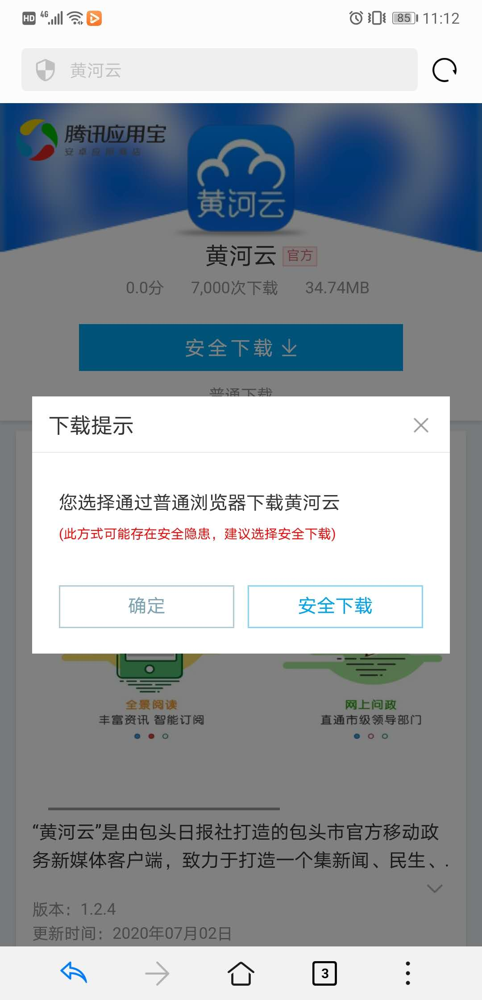 HD 4G 85 11:12
黄河云
腾讯应用宝
安卓应用商店
黄河云
黄河云 官方
0.0分 7,000次下载 34.74MB
安全下载
普通下载
下载提示
您选择通过普通浏览器下载黄河云
(此方式可能存在安全隐患，建议选择安全下载)
确定 安全下载
全景阅读 网上问政
丰富资讯 智能订阅 直通市级领导部门
“黄河云”是由包头日报社打造的包头市官方移动政
务新媒体客户端，致力于打造一个集新闻、民生、.
版本：1.2.4
更新时间：2020年07月02日
3